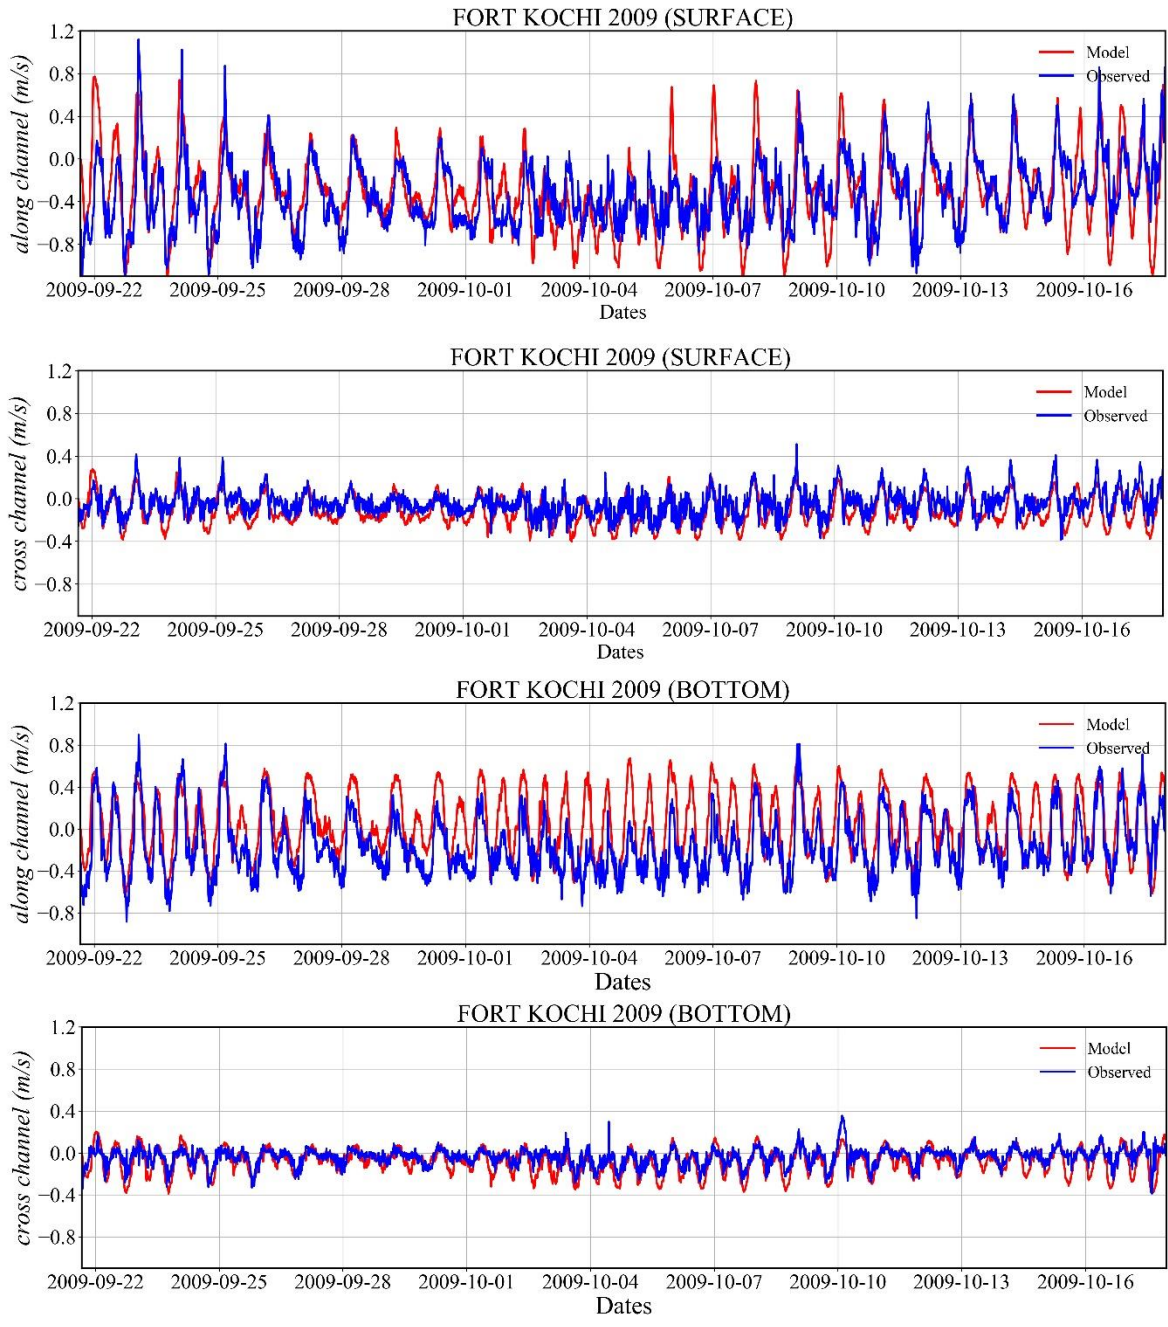 FORT KOCHI 2009 (SURFACE)
along channel (m/s)
1.2
0.8
0.4
0.0
−0.4
−0.8
Model
Observed
2009-09-22 2009-09-25 2009-09-28 2009-10-01 2009-10-04 2009-10-07 2009-10-10 2009-10-13 2009-10-16
Dates
FORT KOCHI 2009 (SURFACE)
cross channel (m/s)
1.2
0.8
0.4
0.0
−0.4
−0.8
Model
Observed
2009-09-22 2009-09-25 2009-09-28 2009-10-01 2009-10-04 2009-10-07 2009-10-10 2009-10-13 2009-10-16
Dates
FORT KOCHI 2009 (BOTTOM)
along channel (m/s)
1.2
0.8
0.4
0.0
−0.4
−0.8
Model
Observed
2009-09-22 2009-09-25 2009-09-28 2009-10-01 2009-10-04 2009-10-07 2009-10-10 2009-10-13 2009-10-16
Dates
FORT KOCHI 2009 (BOTTOM)
cross channel (m/s)
1.2
0.8
0.4
0.0
−0.4
−0.8
Model
Observed
2009-09-22 2009-09-25 2009-09-28 2009-10-01 2009-10-04 2009-10-07 2009-10-10 2009-10-13 2009-10-16
Dates